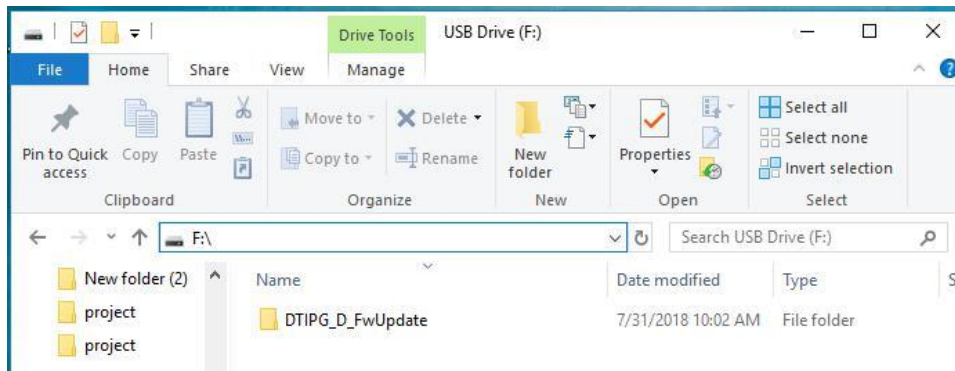 Drive Tools USB Drive (F:)
File Home Share View Manage
Pin to Quick access Copy Paste
Move to Delete
Copy to Rename
New folder
Properties
Select all
Select none
Invert selection
Clipboard Organize New Open Select
F:\ Search USB Drive (F:)
New folder (2)
project
project
Name Date modified Type S
DTIPG_D_FwUpdate 7/31/2018 10:02 AM File folder